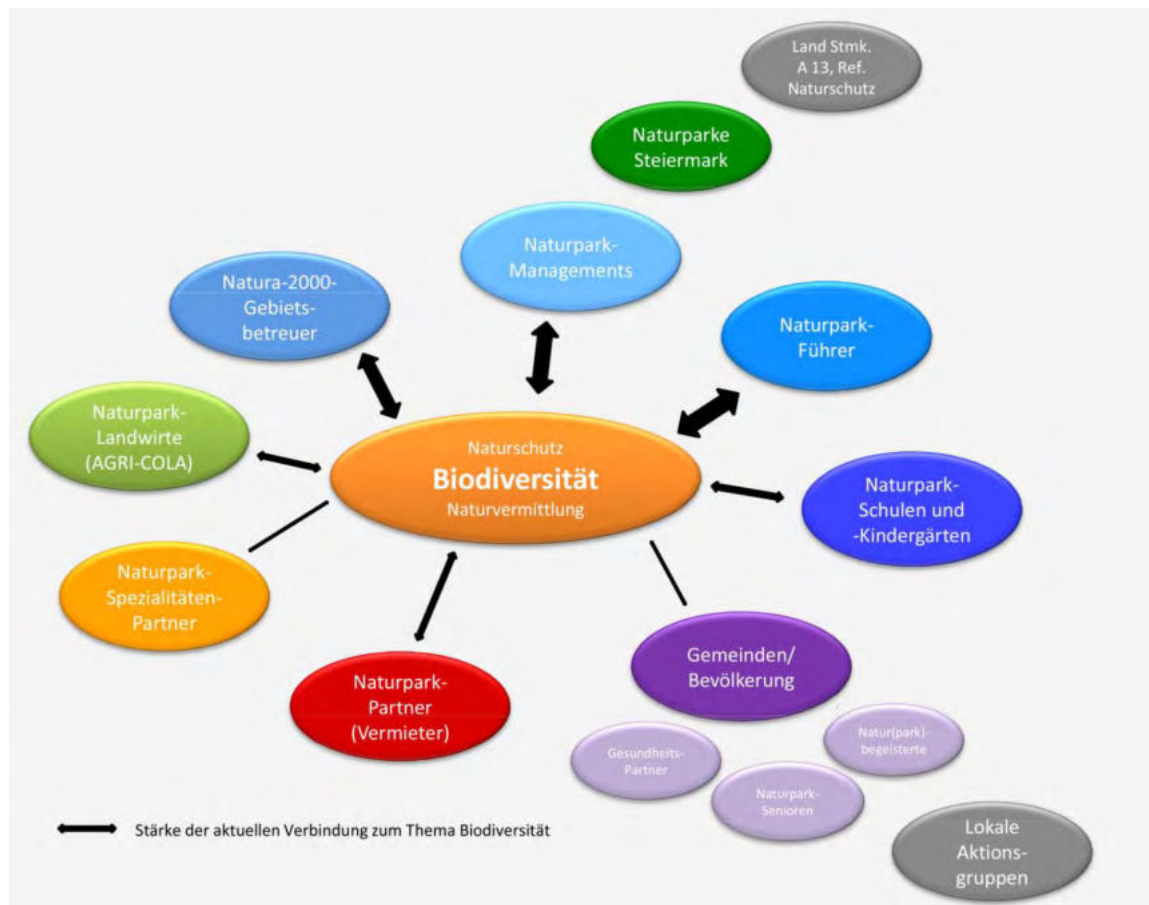 Land Stmk.
A 13, Ref.
Naturschutz
Naturparke
Steiermark
Naturpark-
Managements
Natura-2000-
Gebiets-
betreuer
Naturpark-
Führer
Naturpark-
Landwirte
(AGRI-COLA)
Naturschutz
Biodiversität
Naturvermittlung
Naturpark-
Schulen und
-Kindergärten
Naturpark-
Spezialitäten-
Partner
Naturpark-
Partner
(Vermieter)
Gemeinden/
Bevölkerung
Natur(park)-
begeisterte
Gesundheits-
Partner
Naturpark-
Senioren
Stärke der aktuellen Verbindung zum Thema Biodiversität
Lokale
Aktions-
gruppen